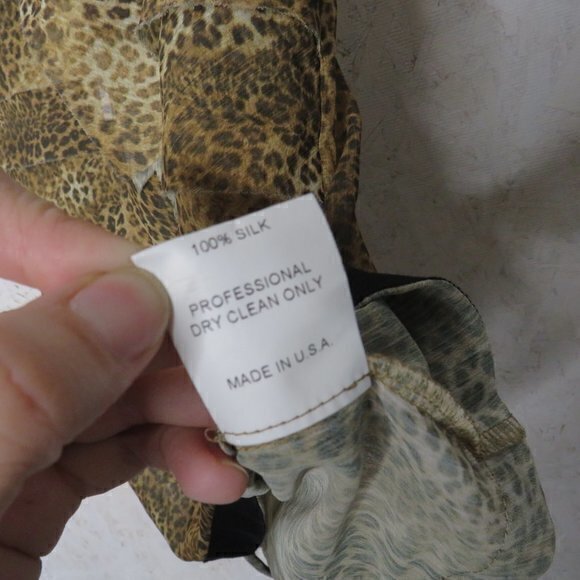 100% SILK
PROFESSIONAL
DRY CLEAN ONLY
MADE IN U.S.A.